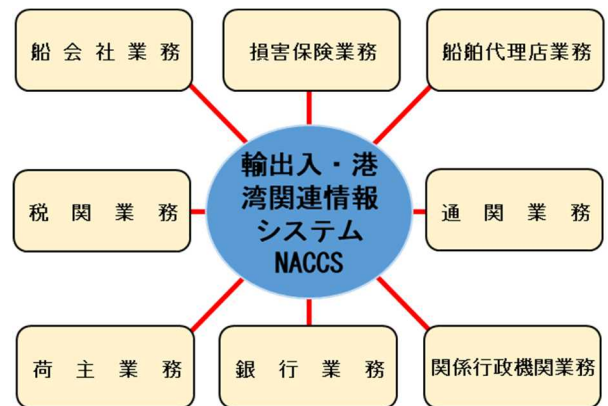 船会社業務
損害保険業務
船舶代理店業務
輸出入・港
湾関連情報
システム
NACCS
税関業務
通関業務
荷主業務
銀行業務
関係行政機関業務